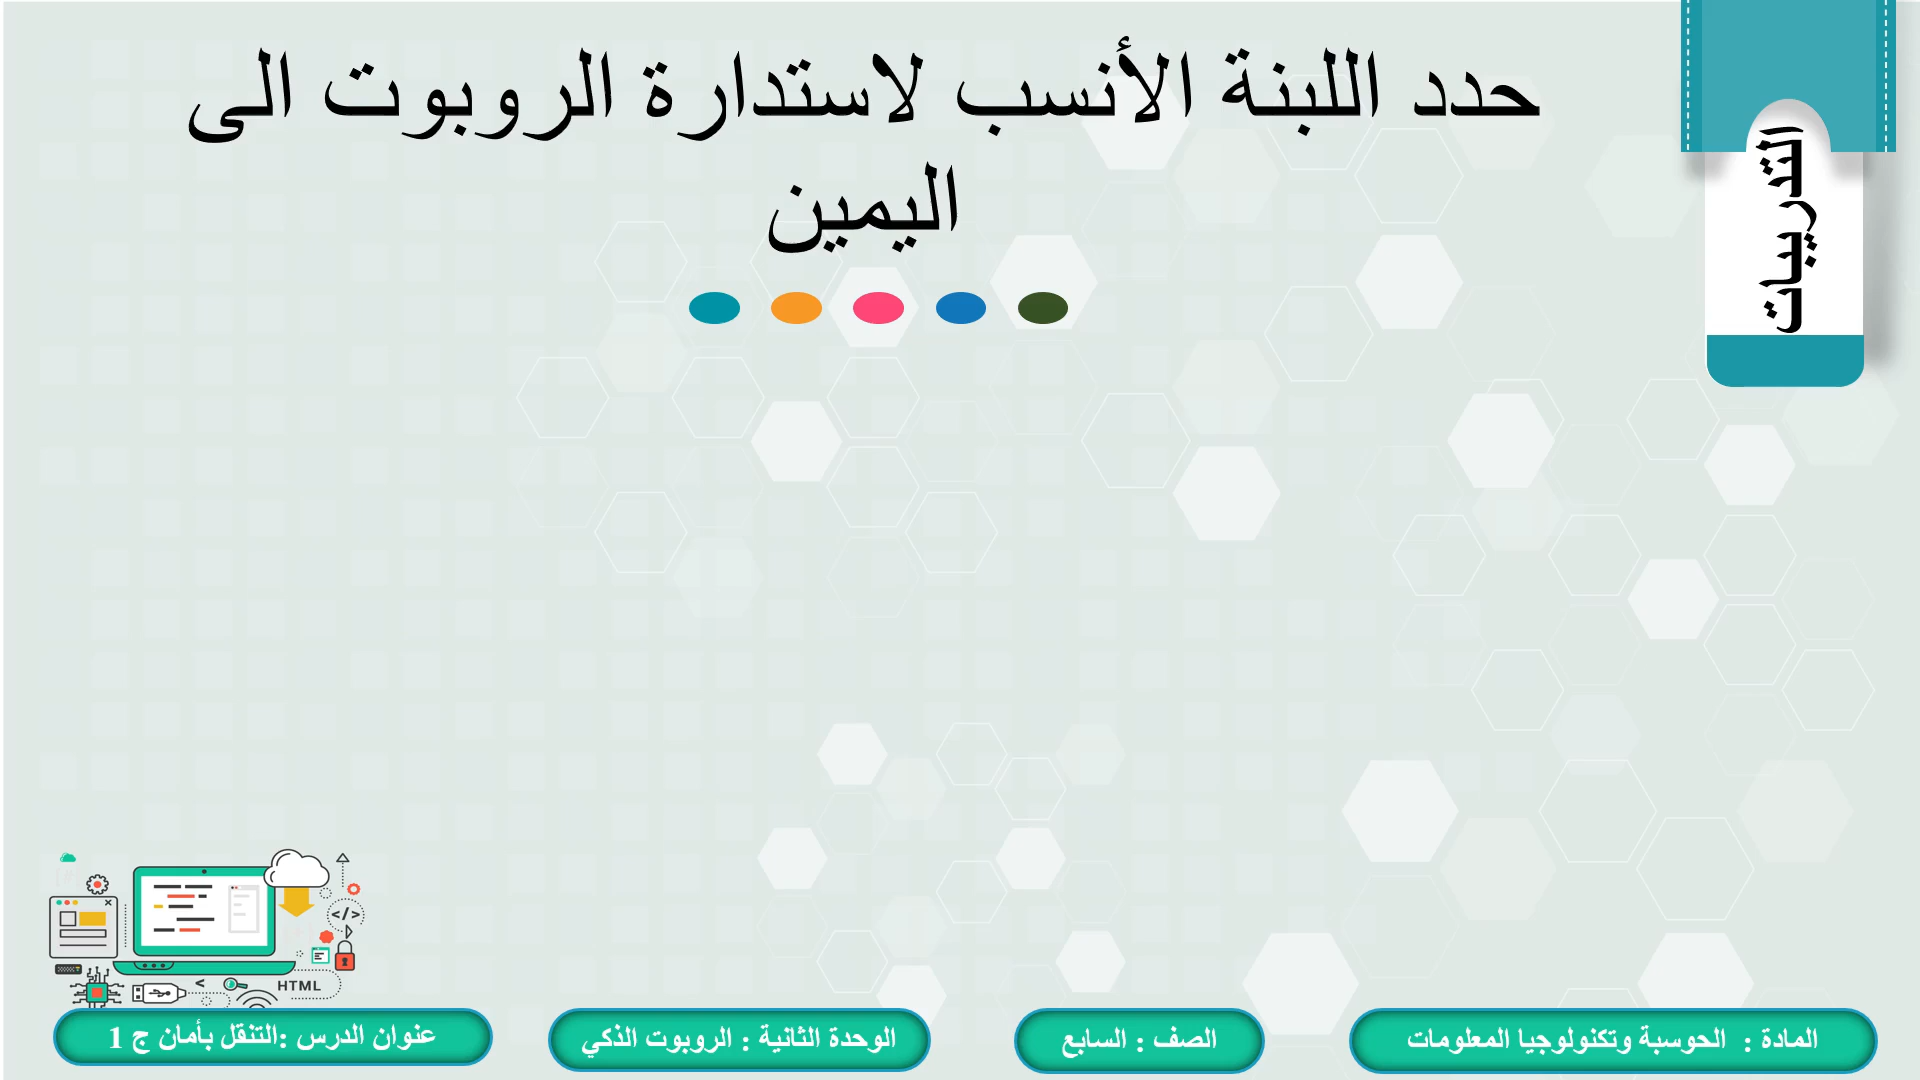 حدد اللبنة الأنسب لاستدارة الروبوت الى
اليمين
التدريبات
</>
HTML
<
المادة : الحوسبة وتكنولوجيا المعلومات
الصف : السابع
الوحدة الثانية : الروبوت الذكي
عنوان الدرس :التنقل بأمان ج 1